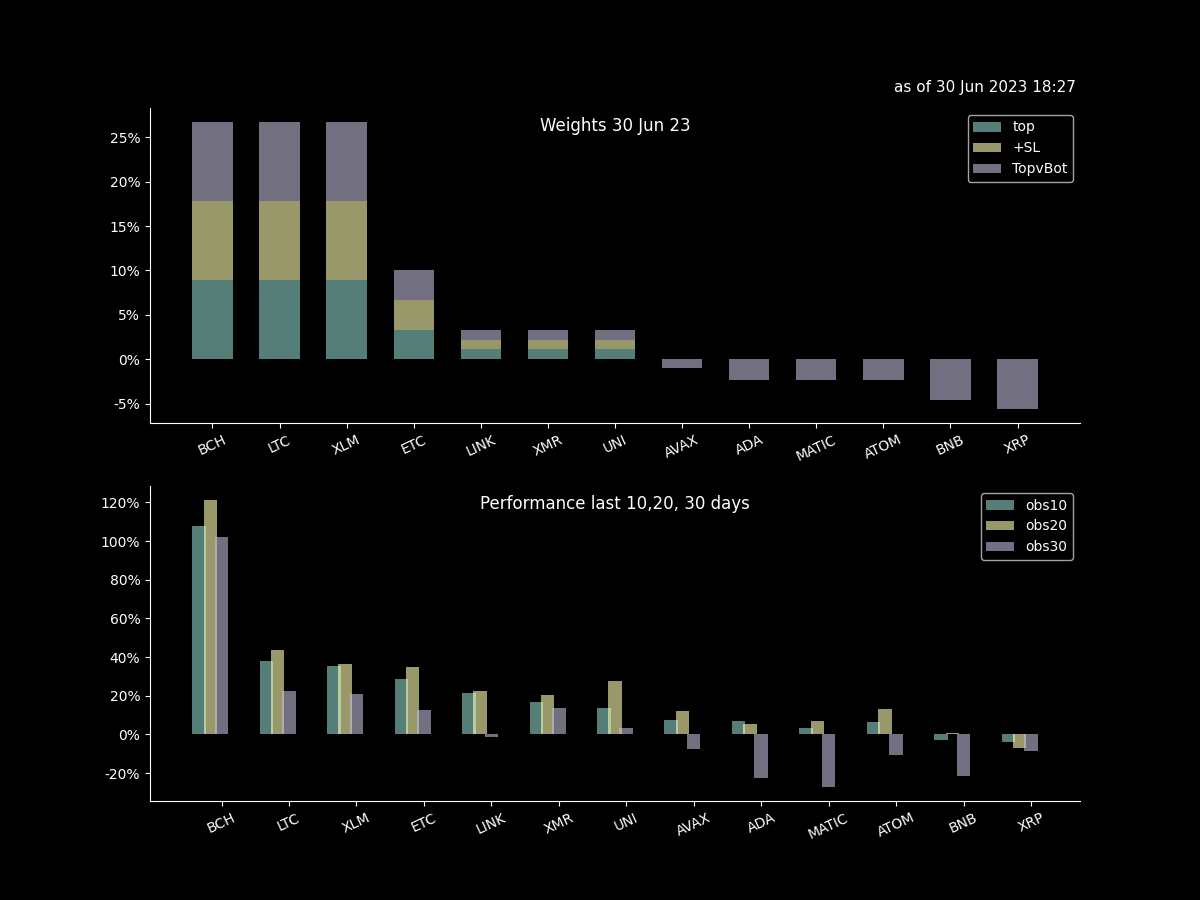 as of 30 Jun 2023 18:27
Weights 30 Jun 23
top
+SL
TopvBot
25%
20%
15%
10%
5%
0%
-5%
BCH LTC XLM ETC LINK XMR UNI AVAX ADA MATIC ATOM BNB XRP
Performance last 10,20, 30 days
obs10
obs20
obs30
120%
100%
80%
60%
40%
20%
0%
-20%
BCH LTC XLM ETC LINK XMR UNI AVAX ADA MATIC ATOM BNB XRP